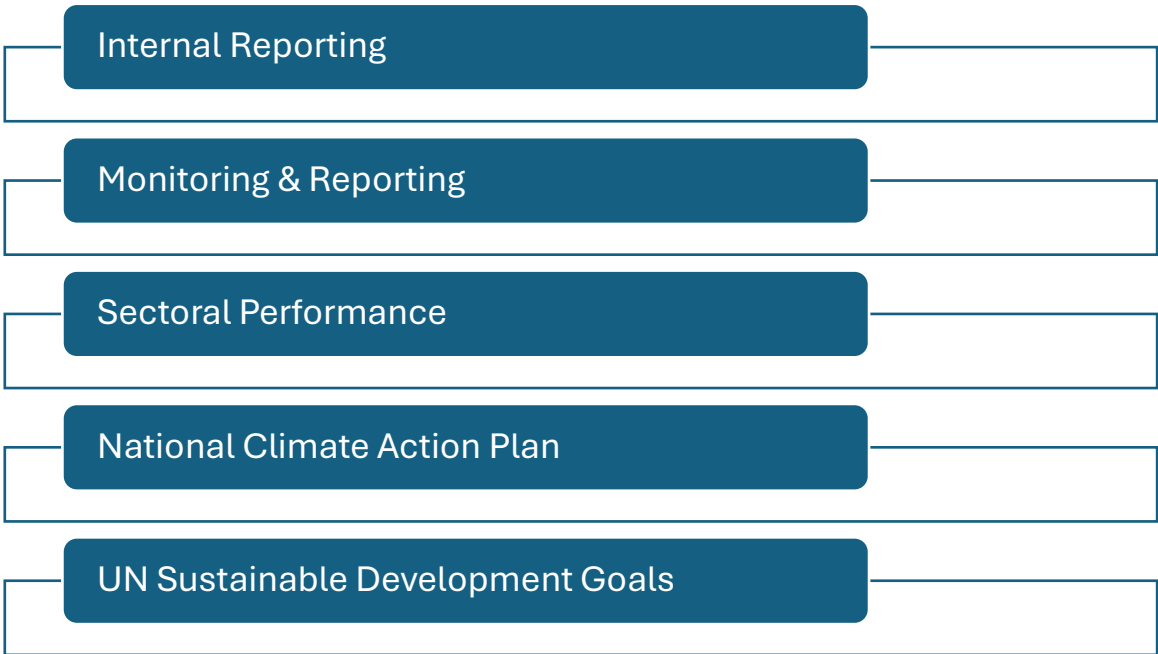 Internal Reporting
Monitoring & Reporting
Sectoral Performance
National Climate Action Plan
UN Sustainable Development Goals